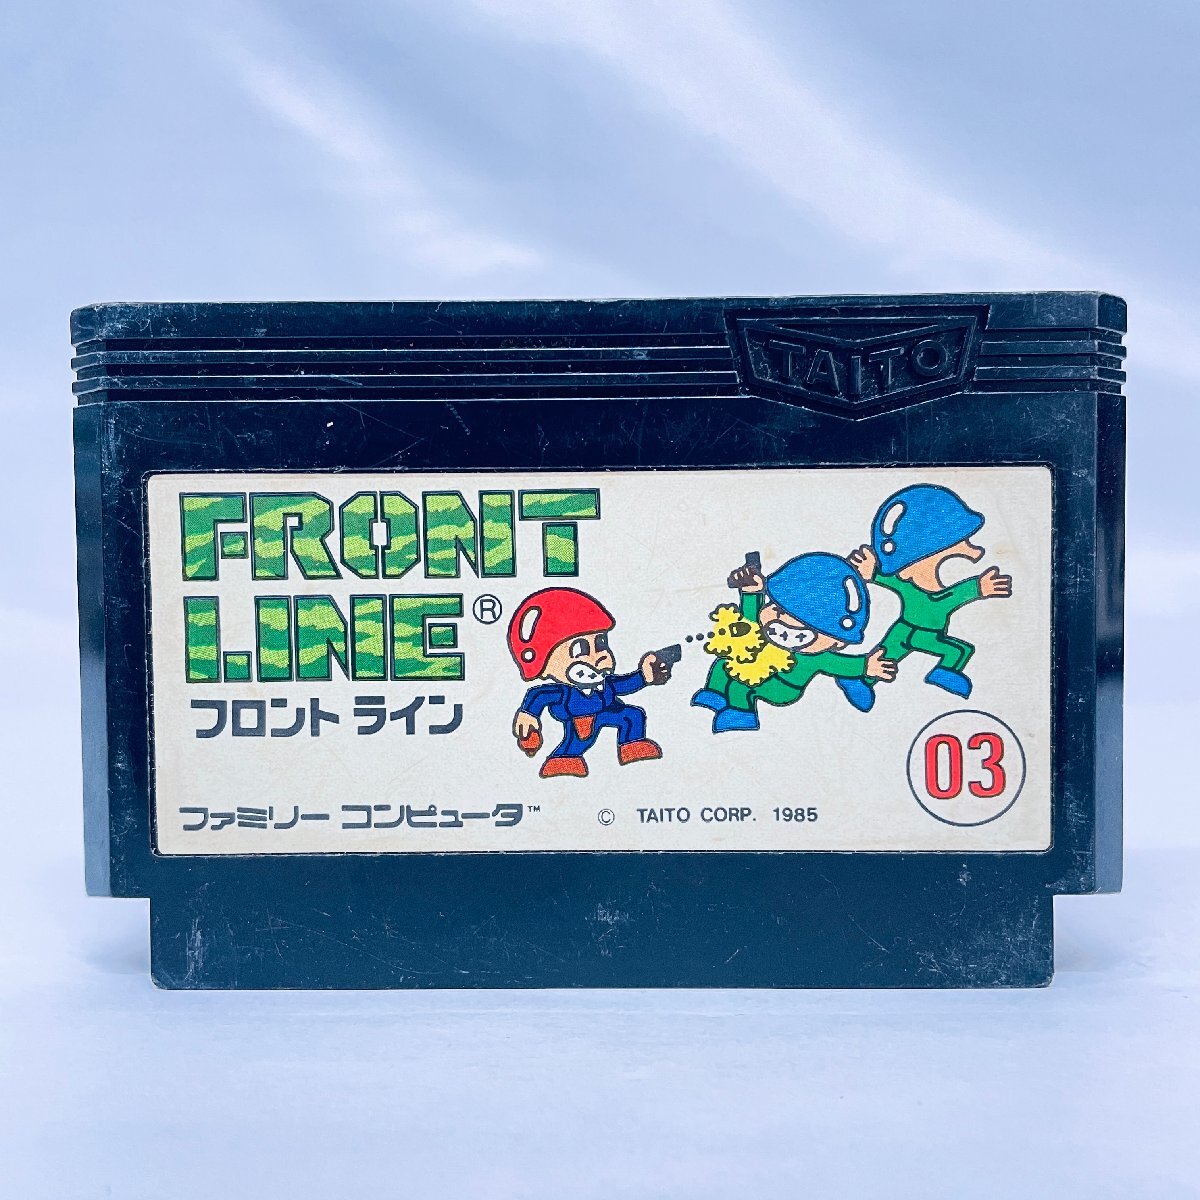 TAITO
FRONT
LINE®
フロント ライン
03
ファミリー コンピュータ™
© TAITO CORP. 1985